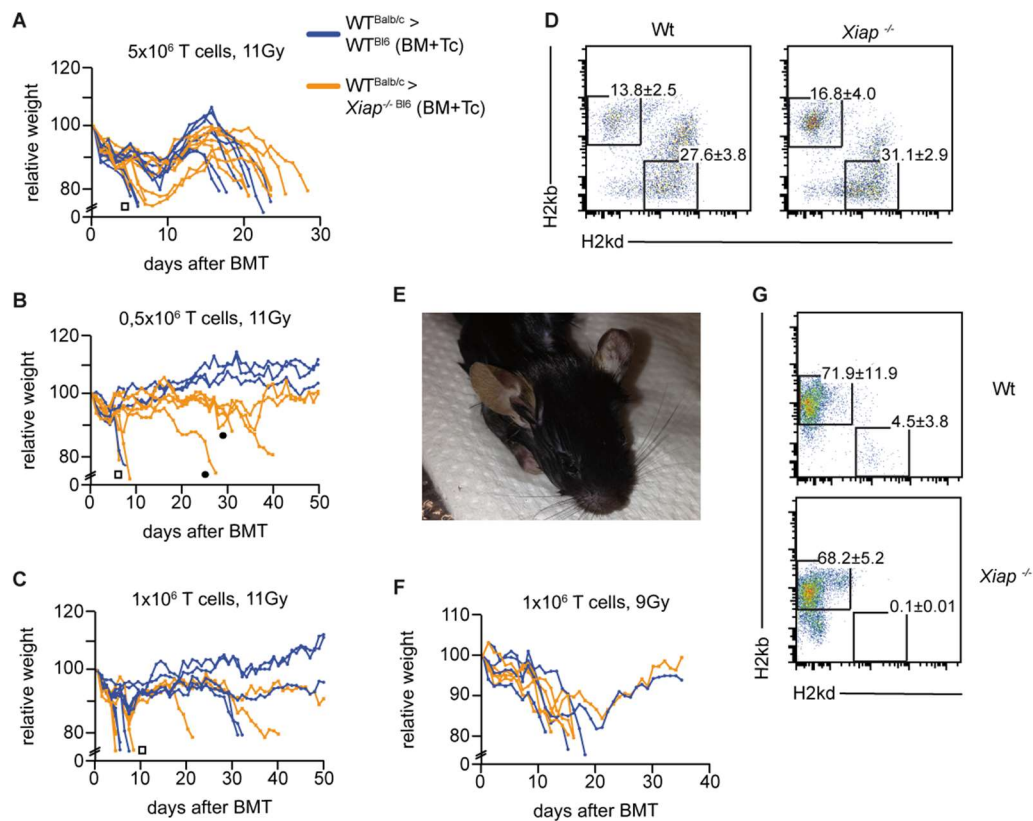 A
5x10⁶ T cells, 11Gy
WT^Balb/c >
WT^Bl6 (BM+Tc)
WT^Balb/c >
Xiap^-/- Bl6 (BM+Tc)
relative weight
120
100
80
0
0 10 20 30
days after BMT
B
0,5x10⁶ T cells, 11Gy
relative weight
120
100
80
0
0 10 20 30 40 50
days after BMT
C
1x10⁶ T cells, 11Gy
relative weight
120
100
80
0
0 10 20 30 40 50
days after BMT
D
Wt
Xiap -/-
13.8±2.5
27.6±3.8
16.8±4.0
31.1±2.9
H2kb
H2kd
E
F
1x10⁶ T cells, 9Gy
relative weight
110
100
90
80
0
0 10 20 30 40
days after BMT
G
Wt
71.9±11.9
4.5±3.8
Xiap -/-
68.2±5.2
0.1±0.01
H2kb
H2kd